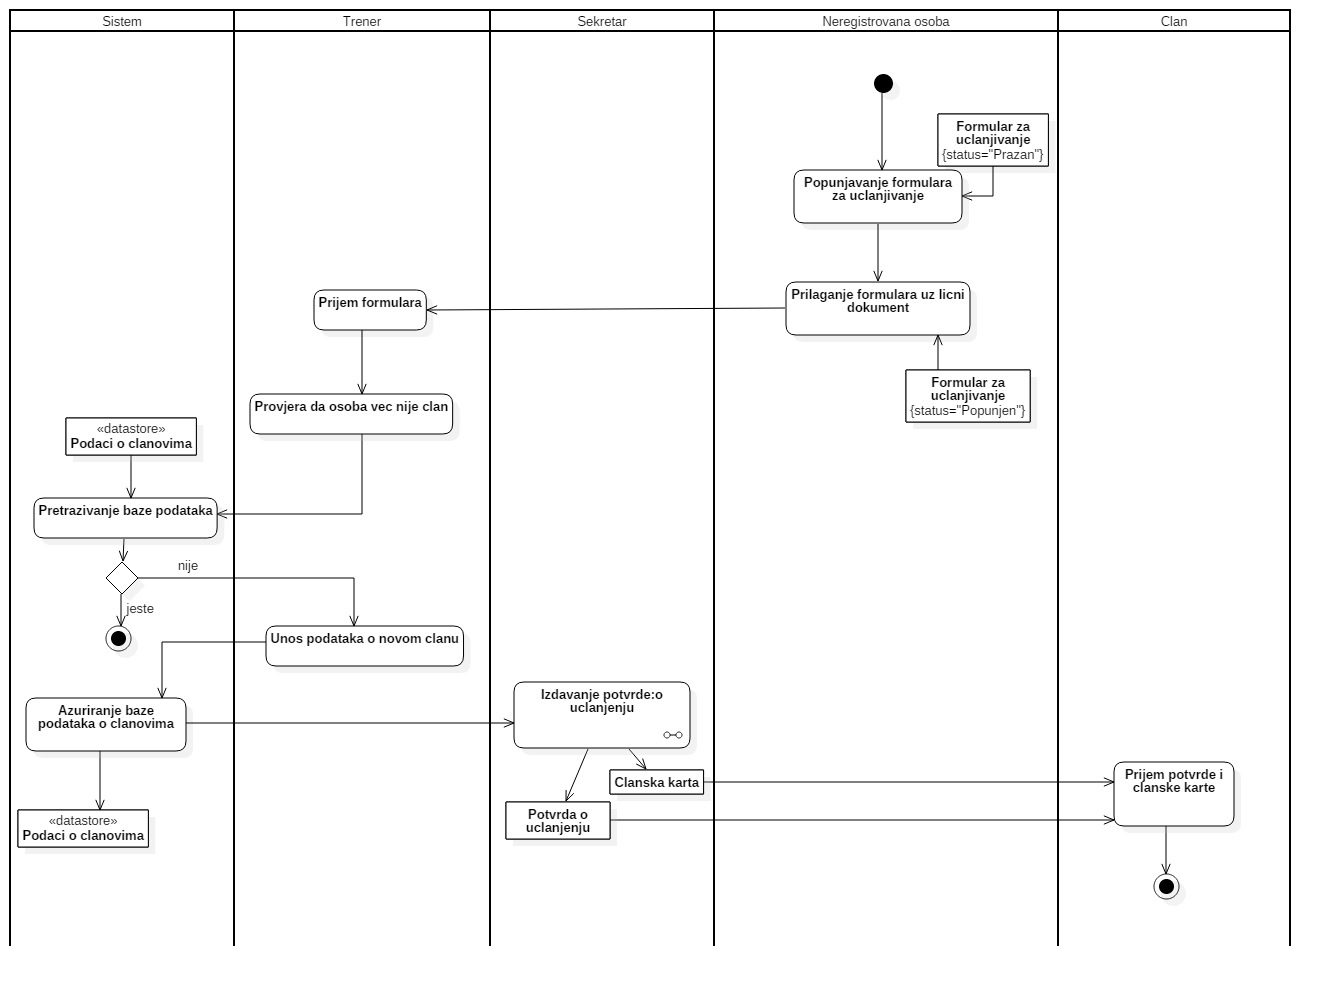 Sistem
Trener
Sekretar
Neregistrovana osoba
Clan
Formular za
uclanjivanje
{status="Prazan"}
Popunjavanje formulara
za uclanjivanje
Prilaganje formulara uz licni
dokument
Prijem formulara
Formular za
uclanjivanje
{status="Popunjen"}
Provjera da osoba vec nije clan
«datastore»
Podaci o clanovima
Pretrazivanje baze podataka
nije
jeste
Unos podataka o novom clanu
Azuriranje baze
podataka o clanovima
Izdavanje potvrde:o
uclanjenju
Clanska karta
Potvrda o
uclanjenju
Prijem potvrde i
clanske karte
«datastore»
Podaci o clanovima